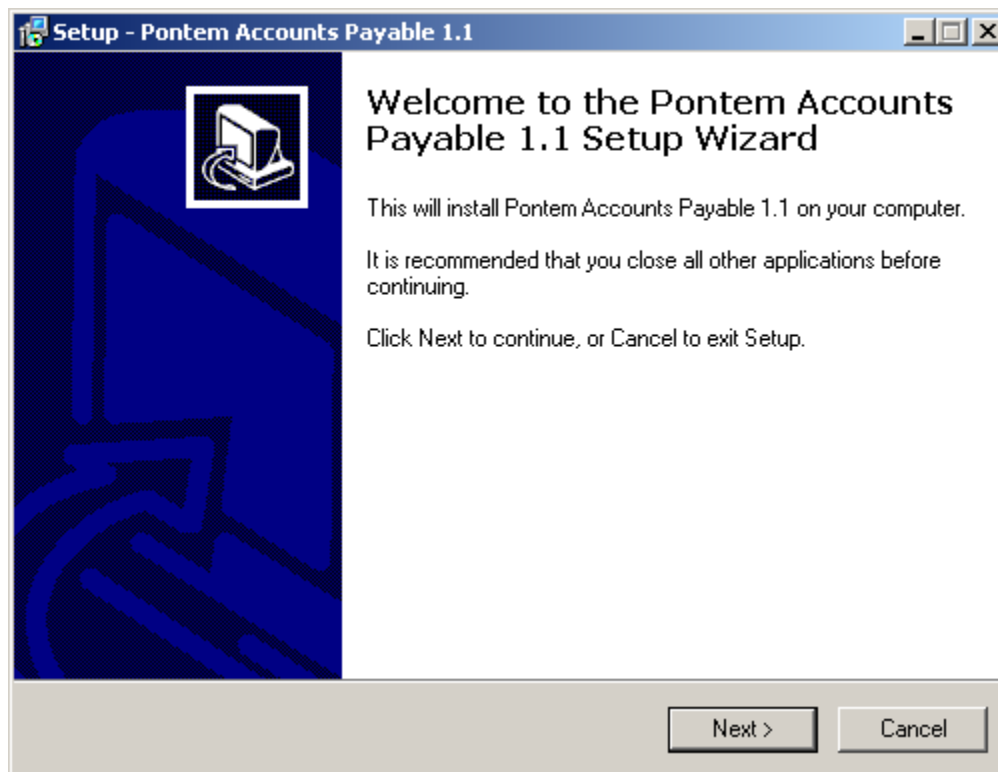 Setup - Pontem Accounts Payable 1.1
Welcome to the Pontem Accounts
Payable 1.1 Setup Wizard
This will install Pontem Accounts Payable 1.1 on your computer.
It is recommended that you close all other applications before
continuing.
Click Next to continue, or Cancel to exit Setup.
Next >
Cancel